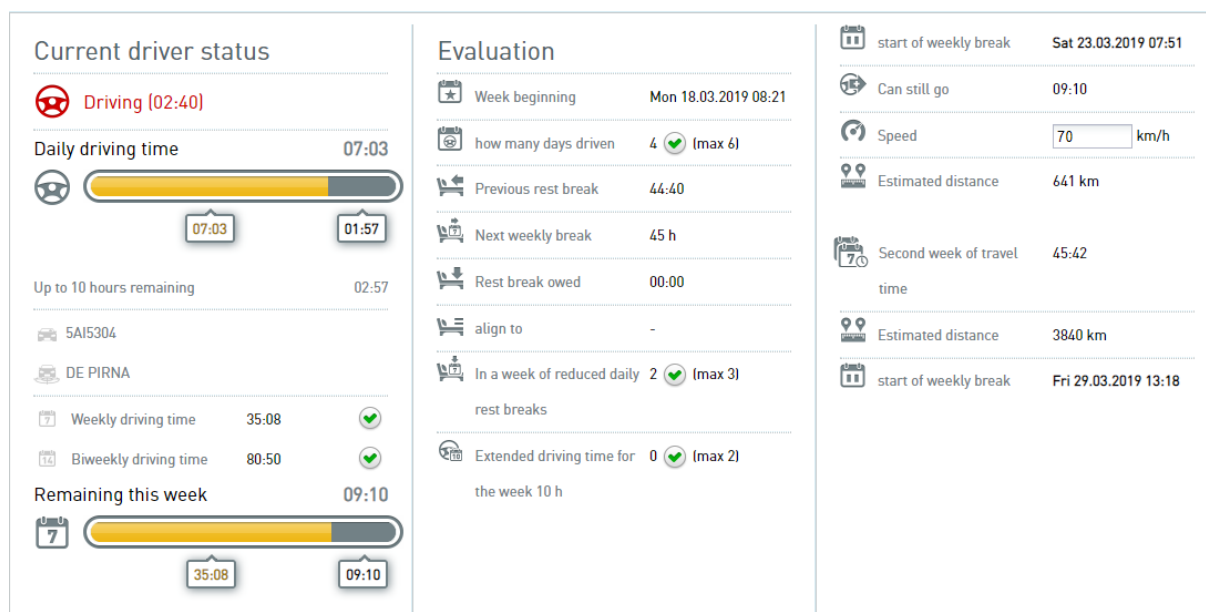 Current driver status
Driving (02:40)
Daily driving time 07:03
07:03 01:57
Up to 10 hours remaining 02:57
5AI5304
DE PIRNA
7 Weekly driving time 35:08
14 Biweekly driving time 80:50
Remaining this week 09:10
7
35:08 09:10
Evaluation
Week beginning Mon 18.03.2019 08:21
how many days driven 4 (max 6)
Previous rest break 44:40
7 Next weekly break 45 h
Rest break owed 00:00
align to -
7 In a week of reduced daily 2 (max 3)
rest breaks
10 Extended driving time for 0 (max 2)
the week 10 h
start of weekly break Sat 23.03.2019 07:51
Can still go 09:10
Speed 70 km/h
Estimated distance 641 km
7 Second week of travel 45:42
time
Estimated distance 3840 km
start of weekly break Fri 29.03.2019 13:18